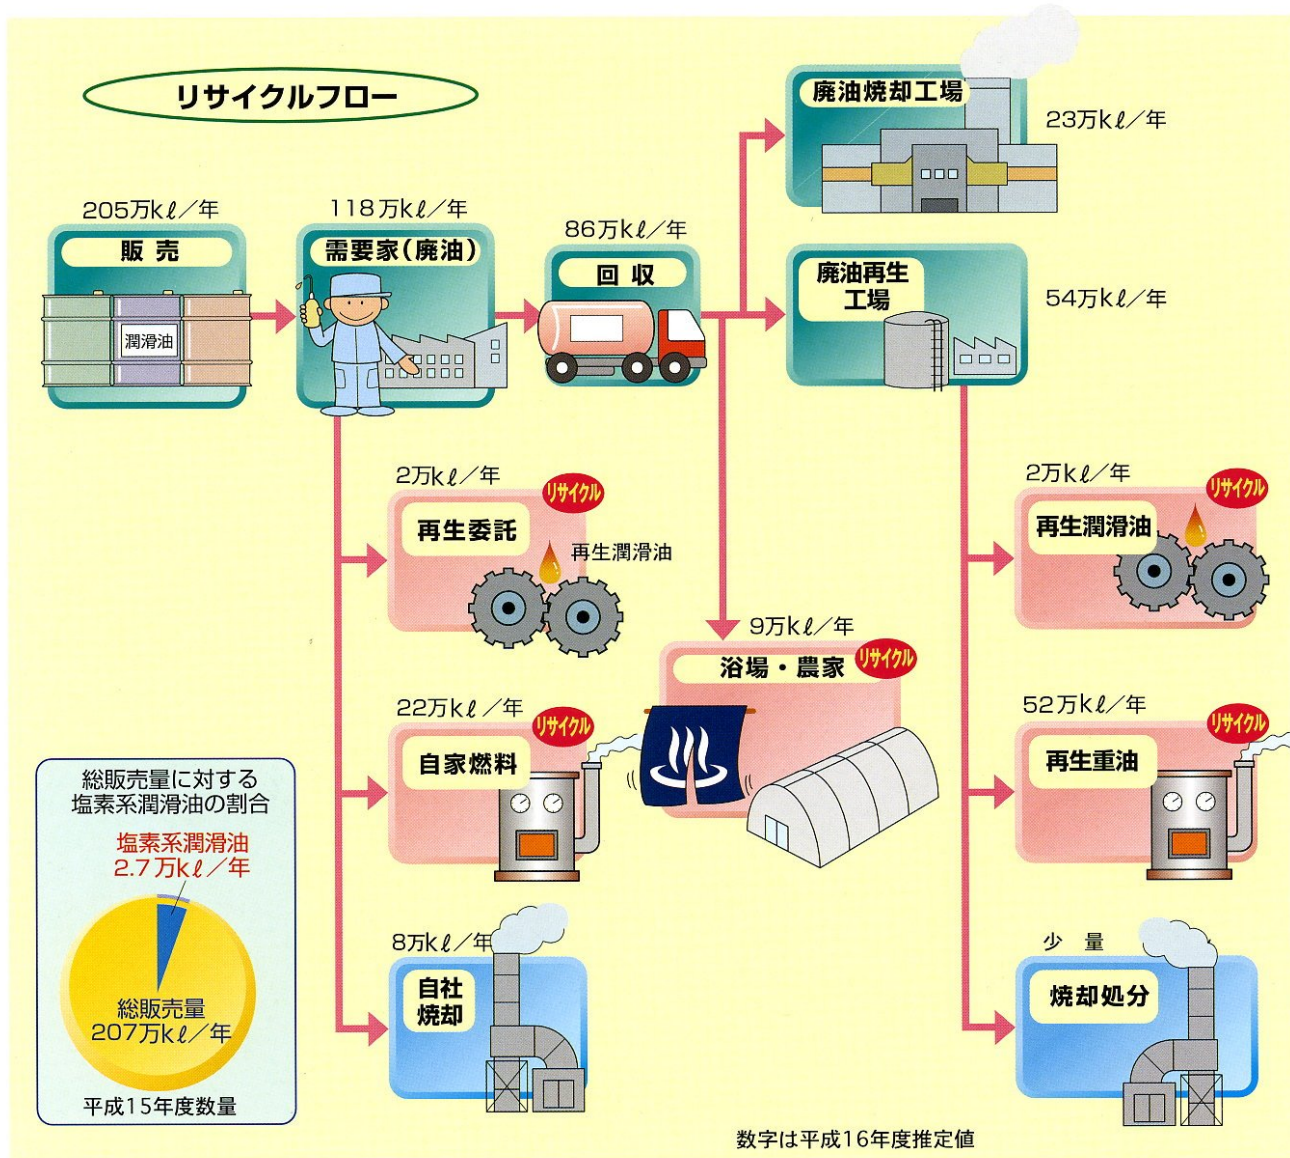 リサイクルフロー
205万kℓ／年
販 売
潤滑油
118万kℓ／年
需要家(廃油)
86万kℓ／年
回 収
廃油焼却工場
23万kℓ／年
廃油再生
工場
54万kℓ／年
2万kℓ／年
リサイクル
再生委託
再生潤滑油
22万kℓ／年
リサイクル
自家燃料
8万kℓ／年
自社
焼却
9万kℓ／年
浴場・農家
リサイクル
2万kℓ／年
リサイクル
再生潤滑油
52万kℓ／年
リサイクル
再生重油
少 量
焼却処分
総販売量に対する
塩素系潤滑油の割合
塩素系潤滑油
2.7万kℓ／年
総販売量
207万kℓ／年
平成15年度数量
数字は平成16年度推定値